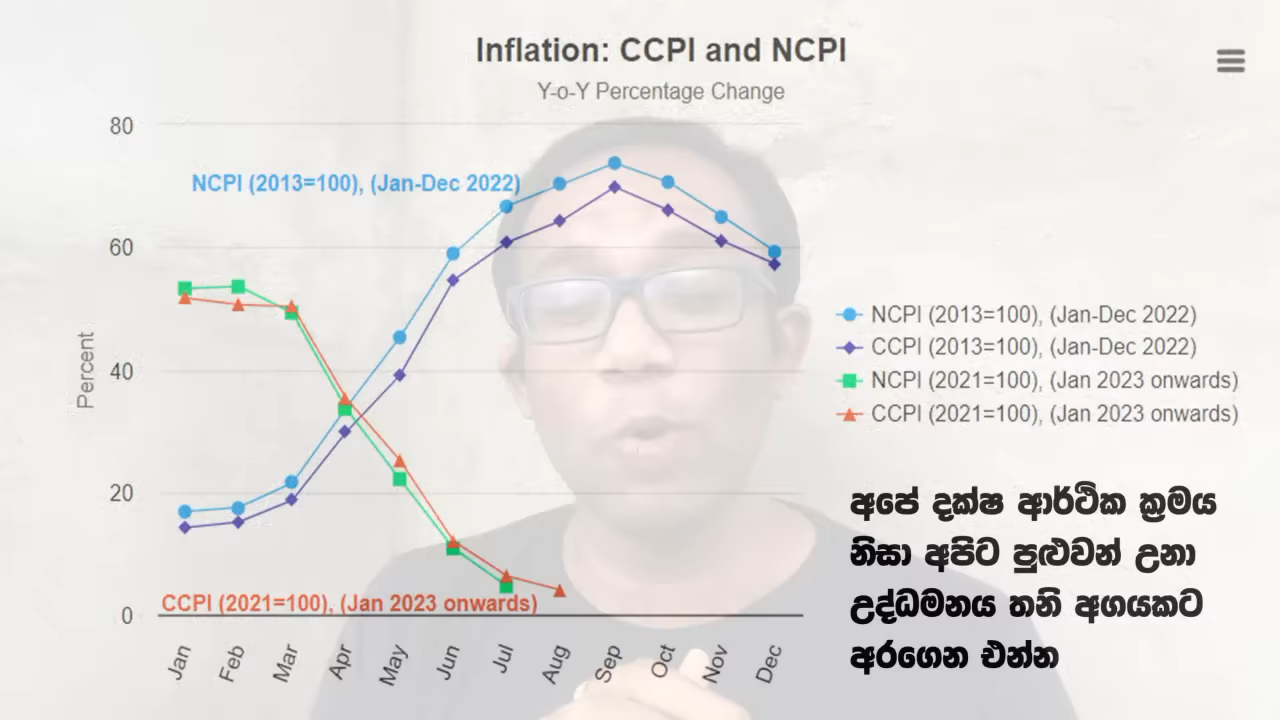 Inflation: CCPI and NCPI
Y-o-Y Percentage Change
80
60
40
20
0
Percent
NCPI (2013=100), (Jan-Dec 2022)
CCPI (2021=100), (Jan 2023 onwards)
Jan
Feb
Mar
Apr
May
Jun
Jul
Aug
Sep
Oct
Nov
Dec
NCPI (2013=100), (Jan-Dec 2022)
CCPI (2013=100), (Jan-Dec 2022)
NCPI (2021=100), (Jan 2023 onwards)
CCPI (2021=100), (Jan 2023 onwards)
අපේ දක්ෂ ආර්ථික ක්‍රමය
නිසා අපිට පුළුවන් උනා
උද්ධමනය තනි අගයකට
අරගෙන එන්න